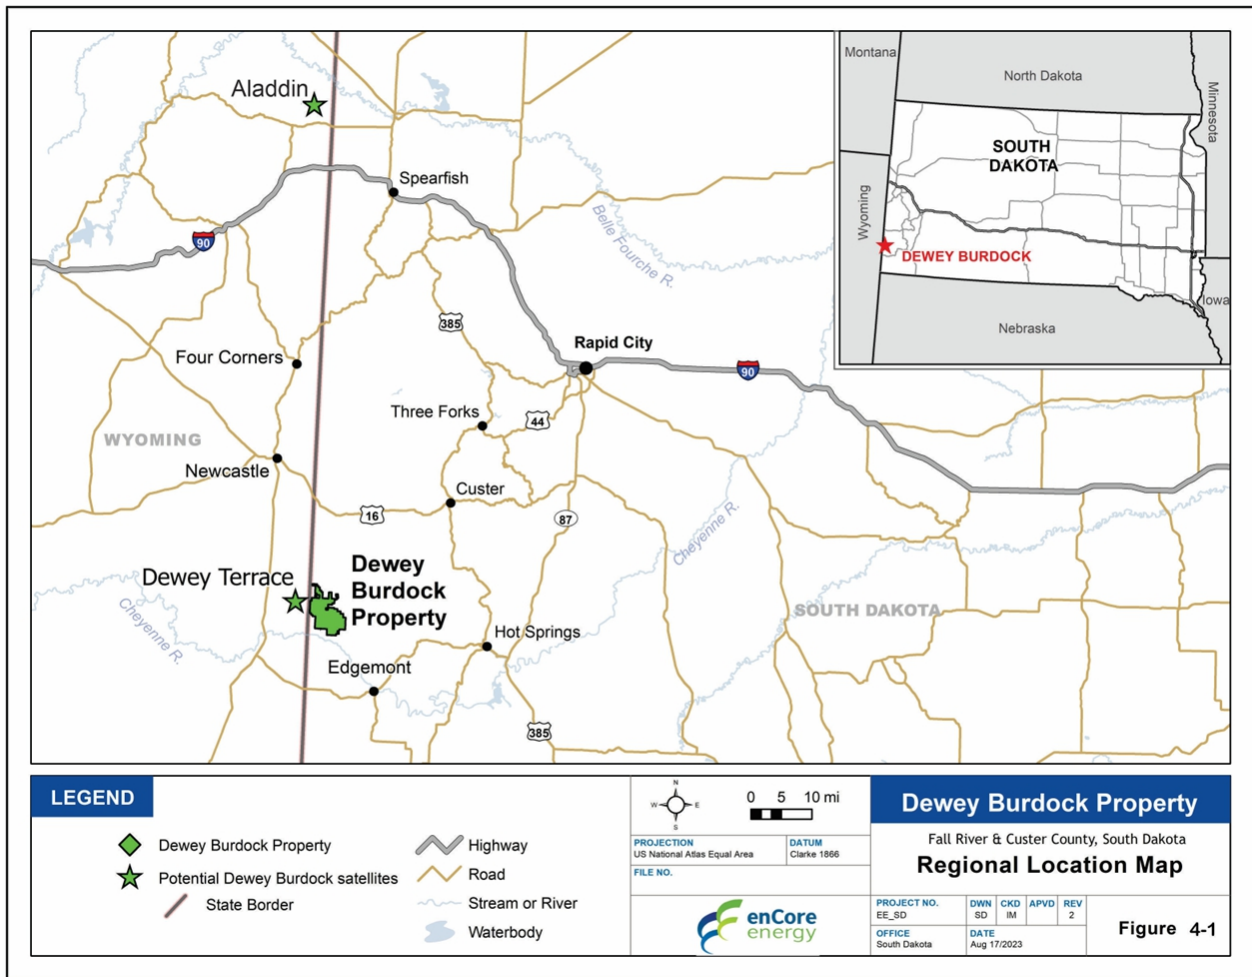 Aladdin
Spearfish
90
Belle Fourche R.
385
Rapid City
90
Four Corners
Three Forks
44
WYOMING
Newcastle
Custer
16
87
Cheyenne R.
Dewey Terrace
Dewey
Burdock
Property
SOUTH DAKOTA
Cheyenne R.
Hot Springs
Edgemont
385
Montana
North Dakota
Minnesota
SOUTH
DAKOTA
Wyoming
DEWEY BURDOCK
Iowa
Nebraska
LEGEND
Dewey Burdock Property
Potential Dewey Burdock satellites
State Border
Highway
Road
Stream or River
Waterbody
N
W E
S
0 5 10 mi
PROJECTION
US National Atlas Equal Area
DATUM
Clarke 1866
FILE NO.
enCore
energy
Dewey Burdock Property
Fall River & Custer County, South Dakota
Regional Location Map
PROJECT NO.
EE_SD
DWN
SD
CKD
IM
APVD
REV
2
OFFICE
South Dakota
DATE
Aug 17/2023
Figure 4-1